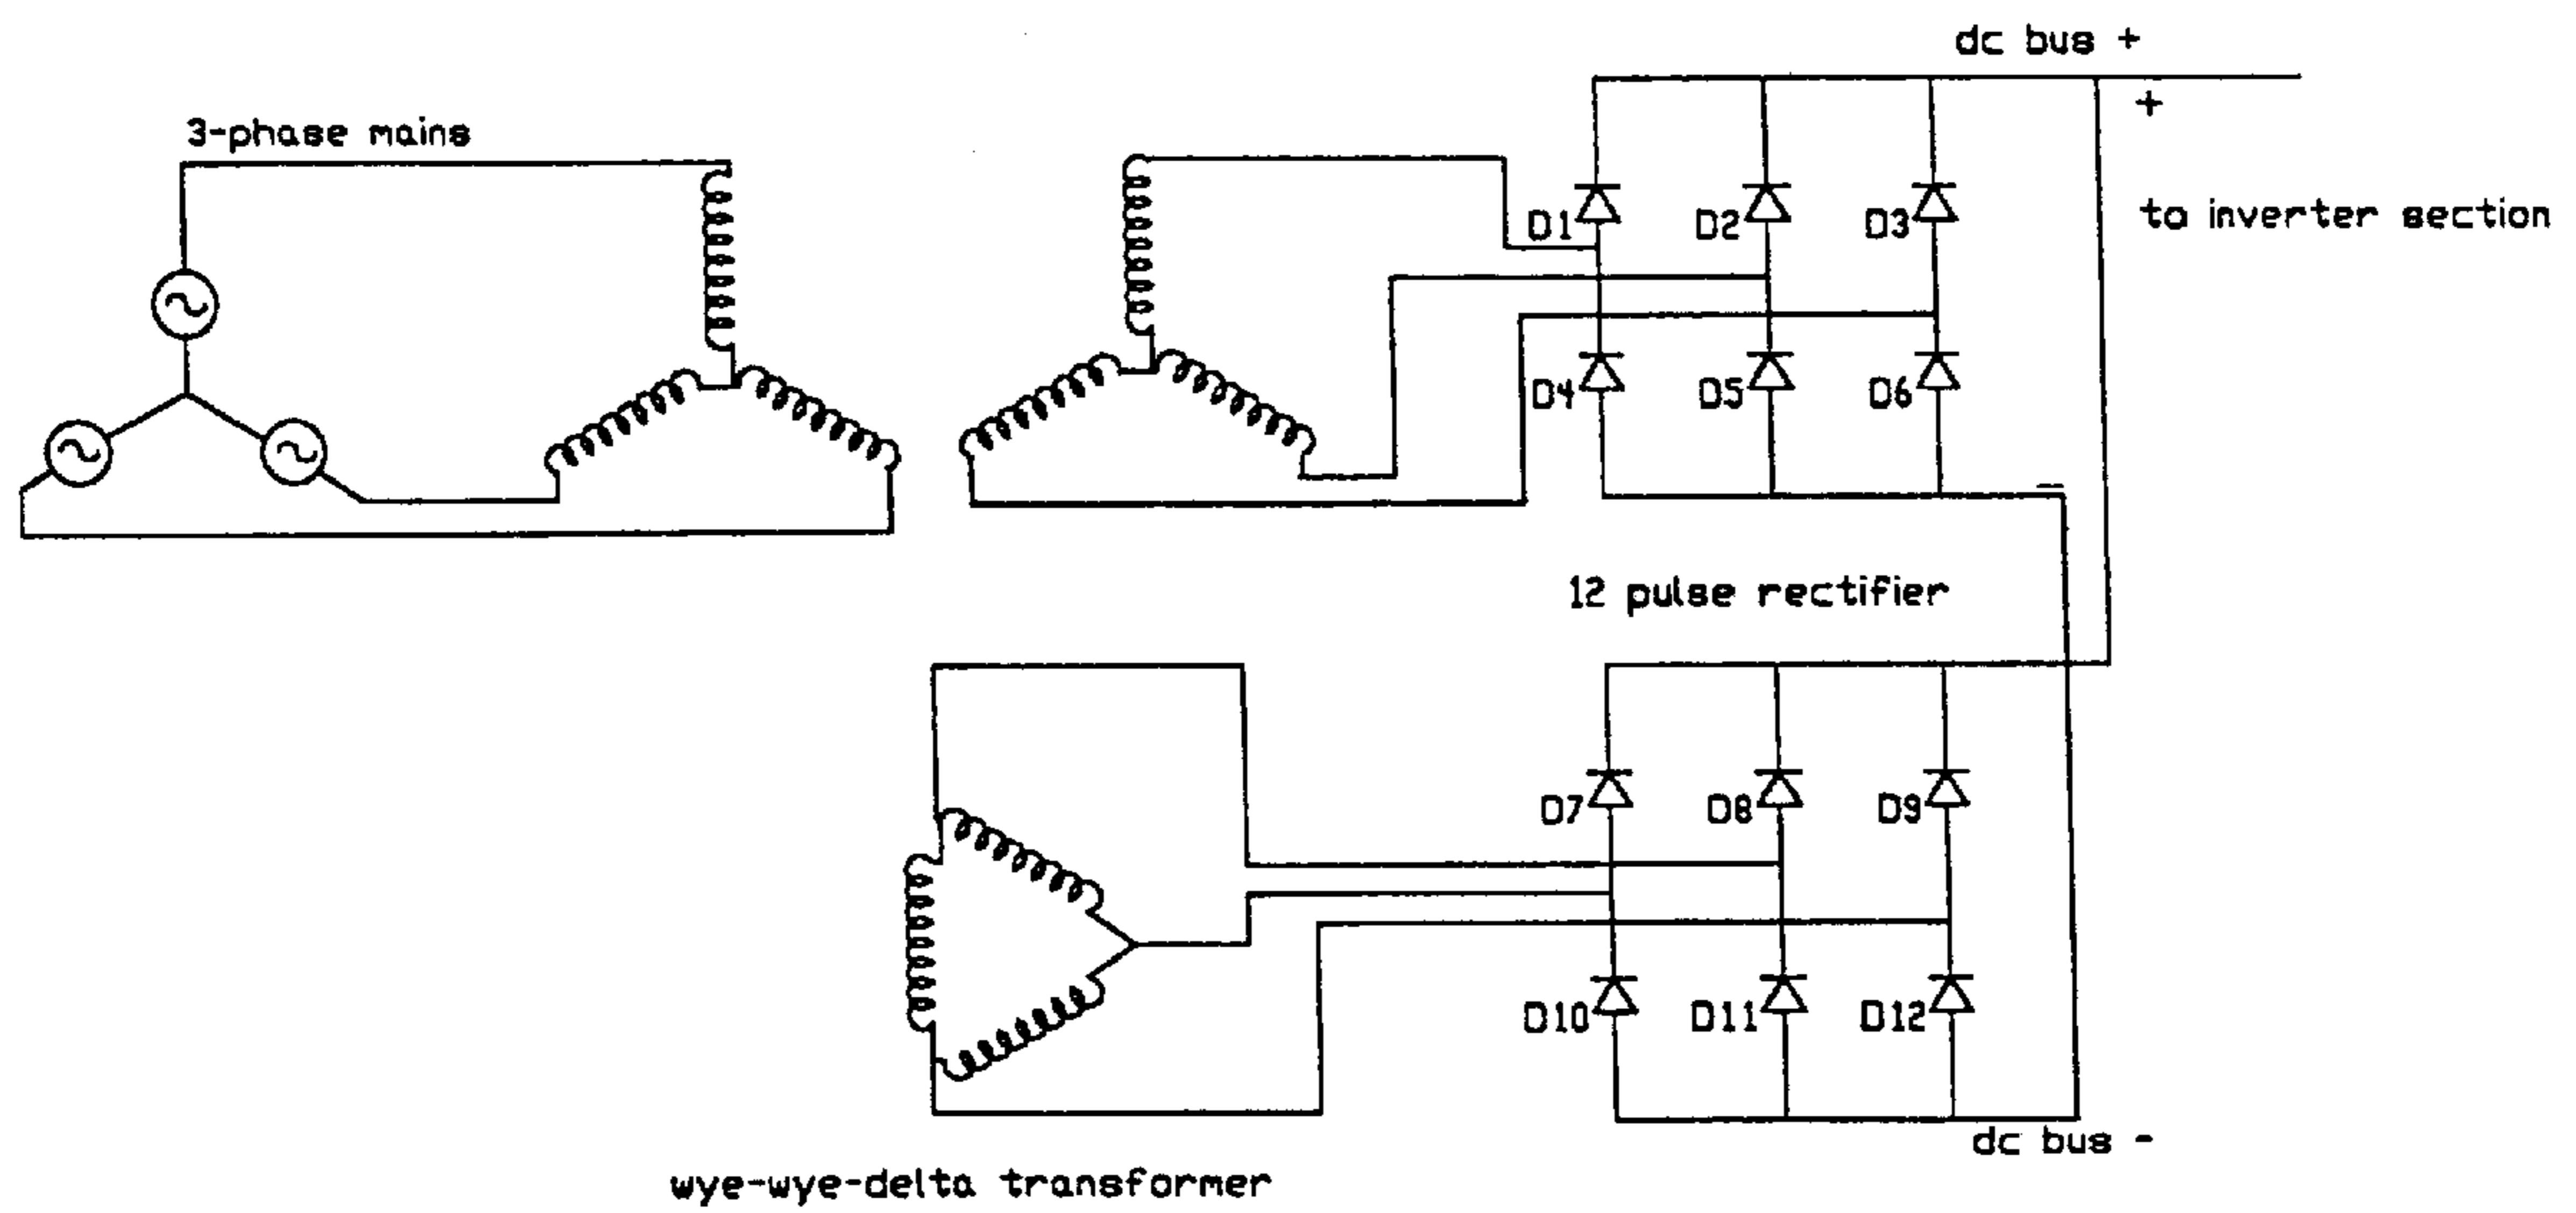 dc bus +
+
3-phase mains
to inverter section
D1
D2
D3
D4
D5
D6
−
12 pulse rectifier
D7
D8
D9
D10
D11
D12
dc bus -
wye-wye-delta transformer